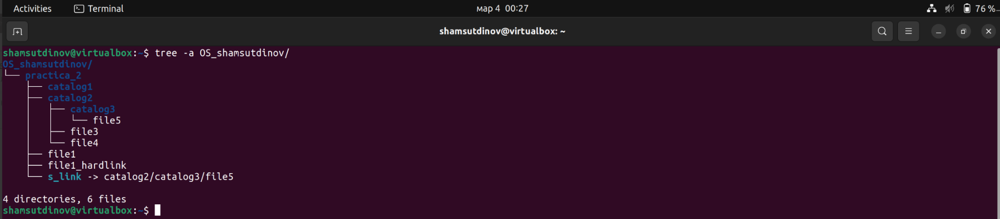 Activities Terminal мар 4 00:27 76 %
shamsutdinov@virtualbox: ~
shamsutdinov@virtualbox:~$ tree -a OS_shamsutdinov/
OS_shamsutdinov/
└── practica_2
    ├── catalog1
    ├── catalog2
    │   ├── catalog3
    │   │   └── file5
    │   ├── file3
    │   └── file4
    ├── file1
    ├── file1_hardlink
    └── s_link -> catalog2/catalog3/file5
4 directories, 6 files
shamsutdinov@virtualbox:~$